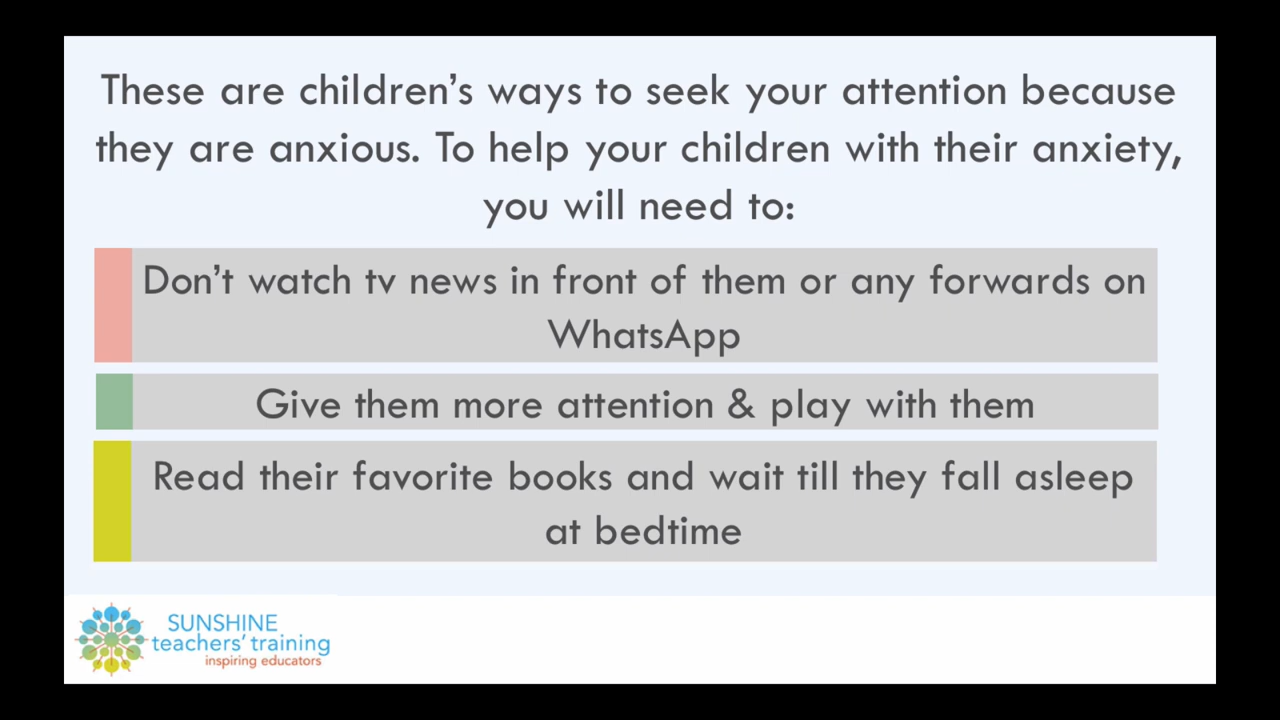 These are children’s ways to seek your attention because
they are anxious. To help your children with their anxiety,
you will need to:
Don’t watch tv news in front of them or any forwards on
WhatsApp
Give them more attention & play with them
Read their favorite books and wait till they fall asleep
at bedtime
SUNSHINE
teachers’ training
inspiring educators